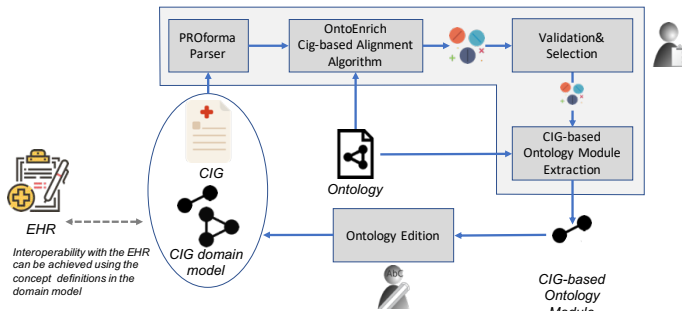 PROforma
Parser
OntoEnrich
Cig-based Alignment
Algorithm
Validation&
Selection
CIG
Ontology
CIG-based
Ontology Module
Extraction
EHR
Interoperability with the EHR
can be achieved using the
concept definitions in the
domain model
CIG domain
model
Ontology Edition
AbC
CIG-based
Ontology
Module